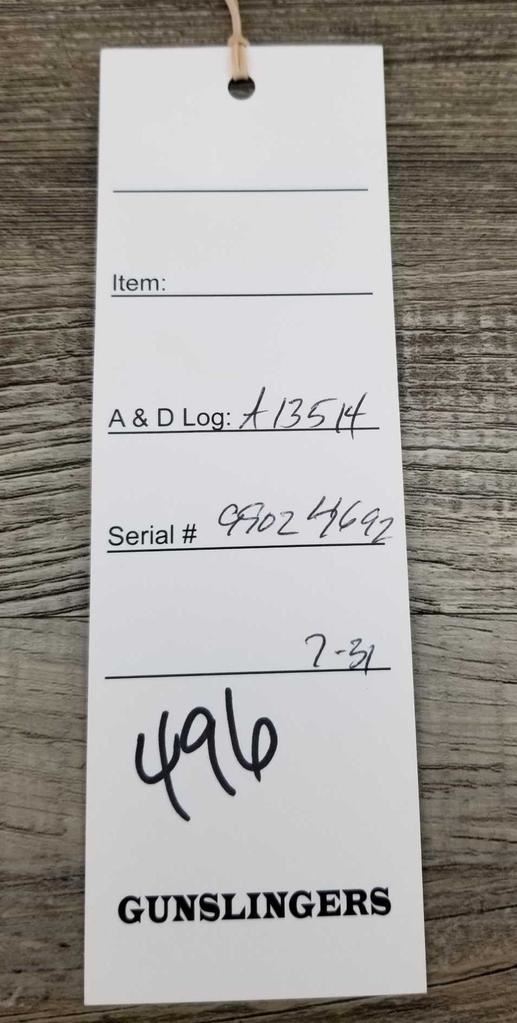 Item:
A & D Log: A13514
Serial # 99024692
7-31
496
GUNSLINGERS